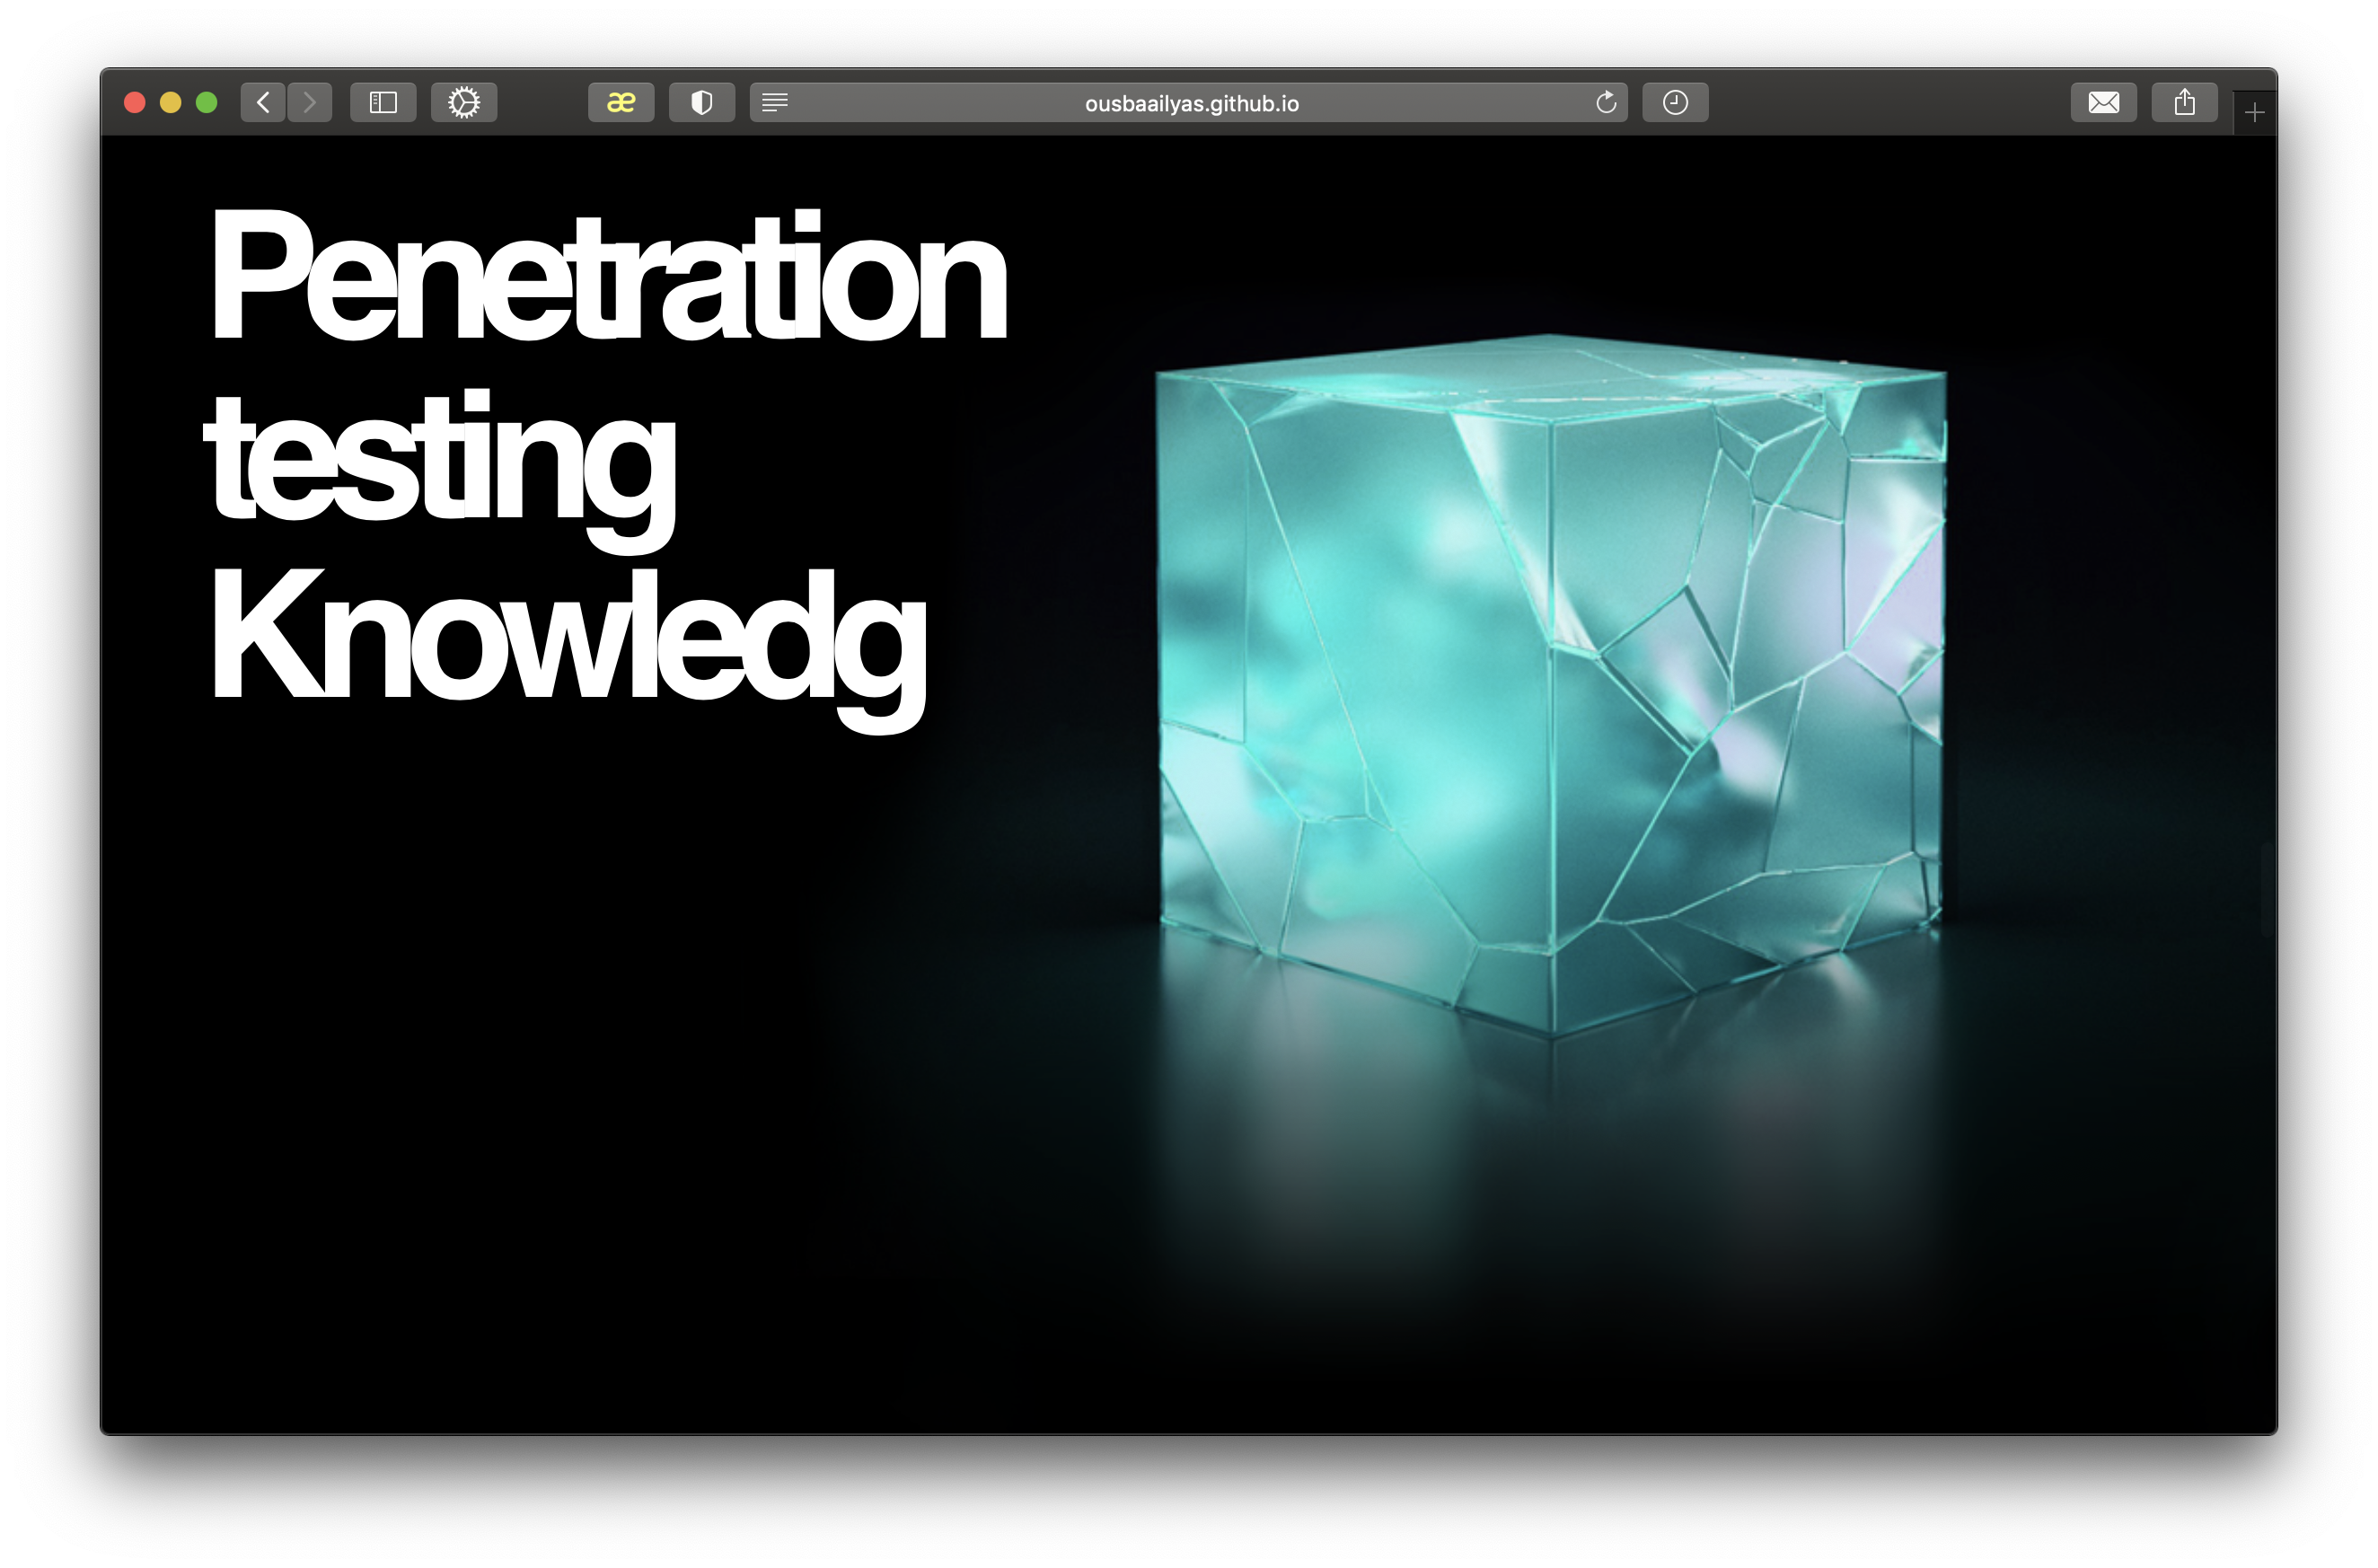 æ
ousbaailyas.github.io
Penetration
testing
Knowledg